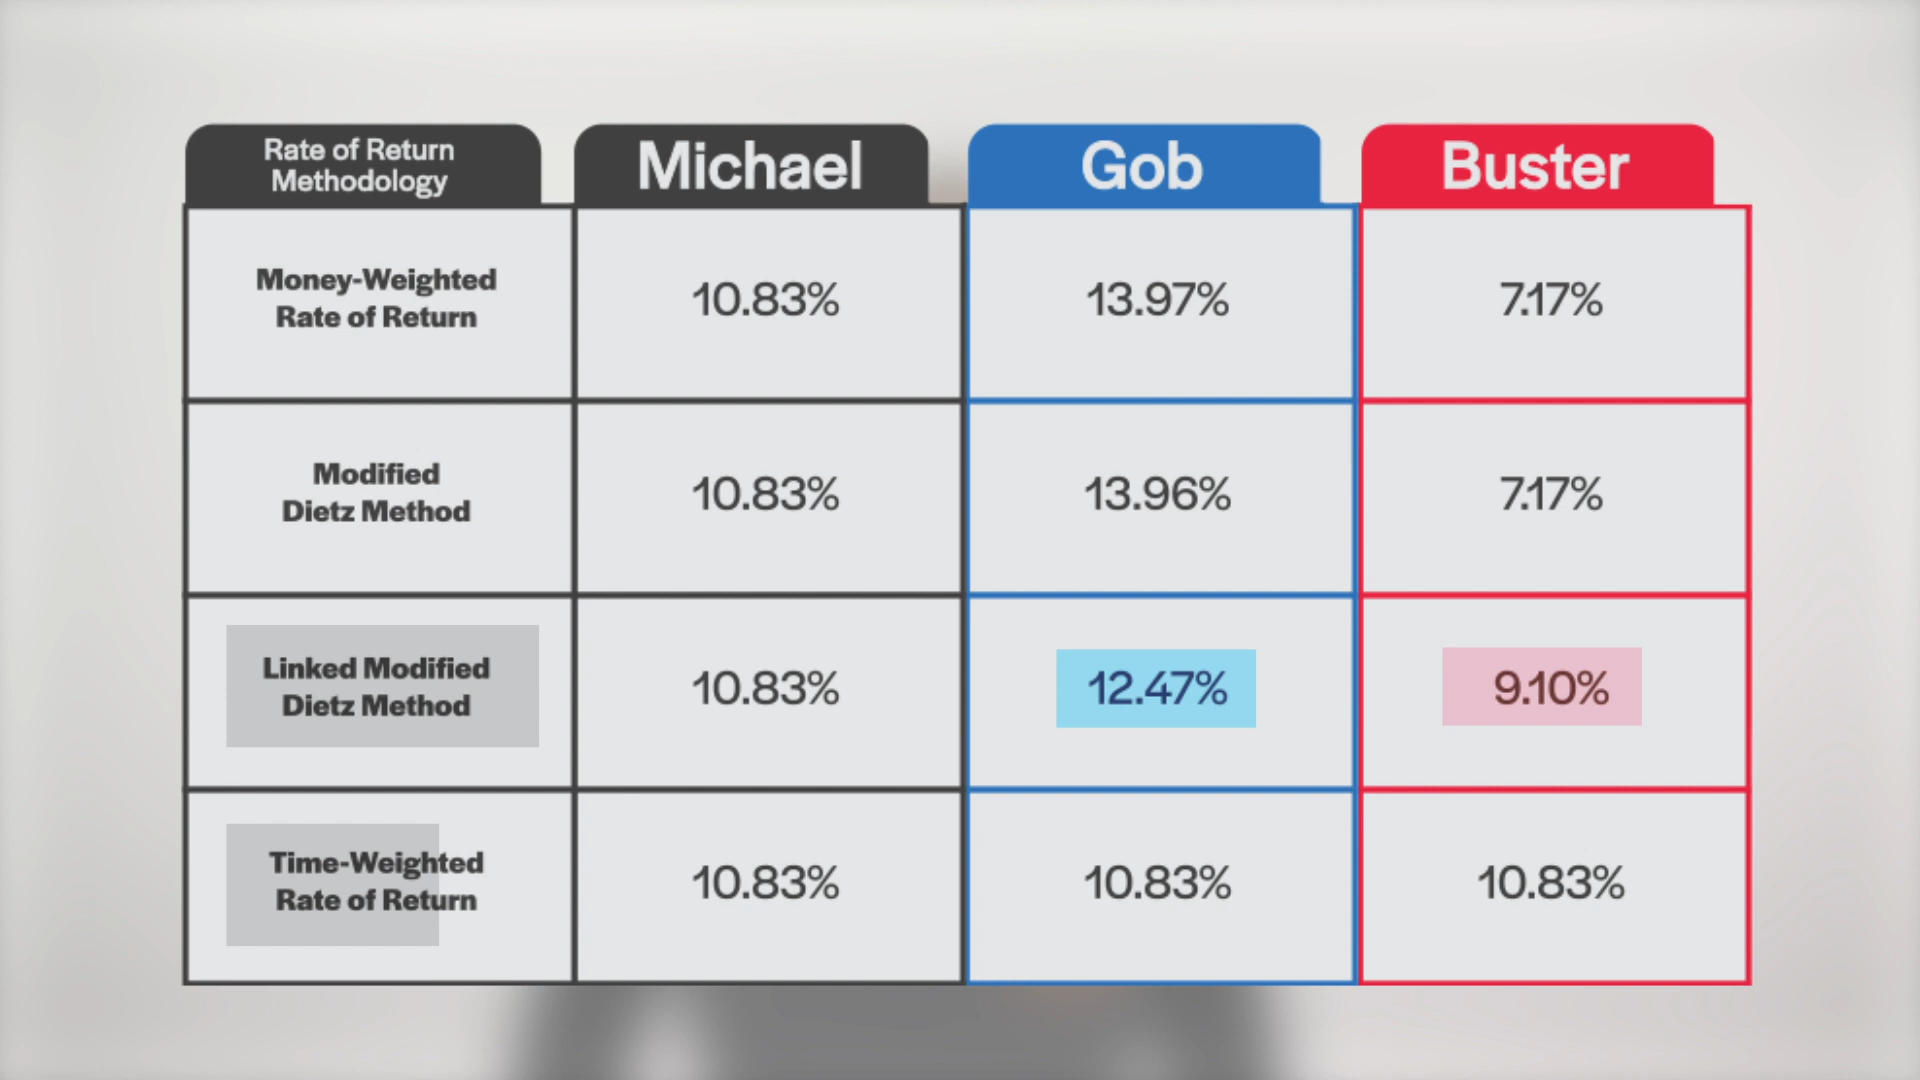 Rate of Return
Methodology
Michael
Gob
Buster
Money-Weighted
Rate of Return
10.83%
13.97%
7.17%
Modified
Dietz Method
10.83%
13.96%
7.17%
Linked Modified
Dietz Method
10.83%
12.47%
9.10%
Time-Weighted
Rate of Return
10.83%
10.83%
10.83%